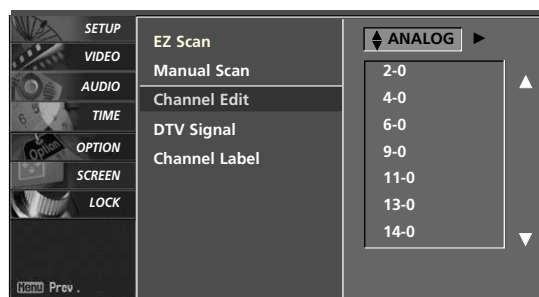 SETUP
VIDEO
AUDIO
TIME
OPTION
SCREEN
LOCK
Menu Prev .
EZ Scan
Manual Scan
Channel Edit
DTV Signal
Channel Label
ANALOG
2-0
4-0
6-0
9-0
11-0
13-0
14-0